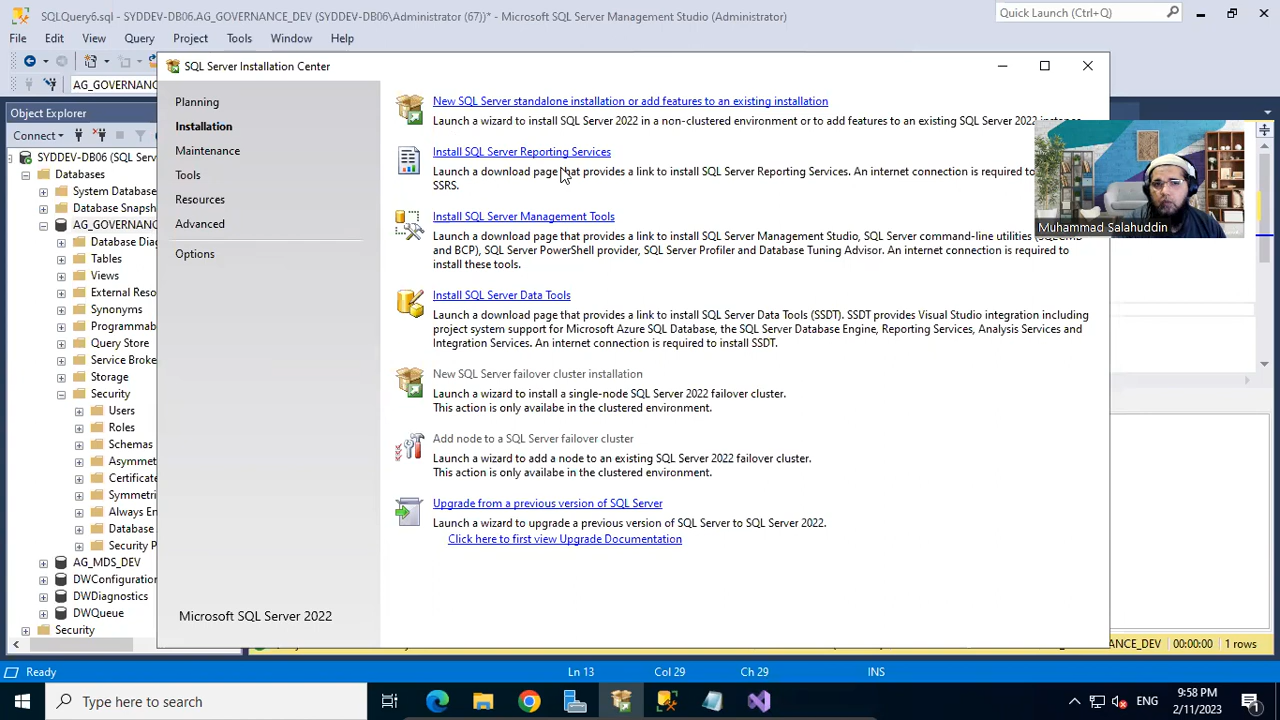 SQLQuery6.sql - SYDDEV-DB06.AG_GOVERNANCE_DEV (SYDDEV-DB06\Administrator (67))* - Microsoft SQL Server Management Studio (Administrator)
Quick Launch (Ctrl+Q)
File Edit View Query Project Tools Window Help
AG_GOVERNANC
Object Explorer
Connect
SYDDEV-DB06 (SQL Serv
Databases
System Database
Database Snapsh
AG_GOVERNANC
Database Diag
Tables
Views
External Reso
Synonyms
Programmab
Query Store
Service Broke
Storage
Security
Users
Roles
Schemas
Asymmet
Certificate
Symmetri
Always En
Database
Security P
AG_MDS_DEV
DWConfiguration
DWDiagnostics
DWQueue
Security
SQL Server Installation Center
Planning
Installation
Maintenance
Tools
Resources
Advanced
Options
Microsoft SQL Server 2022
New SQL Server standalone installation or add features to an existing installation
Launch a wizard to install SQL Server 2022 in a non-clustered environment or to add features to an existing SQL Server 2022 instance.
Install SQL Server Reporting Services
Launch a download page that provides a link to install SQL Server Reporting Services. An internet connection is required to
SSRS.
Install SQL Server Management Tools
Launch a download page that provides a link to install SQL Server Management Studio, SQL Server command-line utilities (SQLCMD
and BCP), SQL Server PowerShell provider, SQL Server Profiler and Database Tuning Advisor. An internet connection is required to
install these tools.
Install SQL Server Data Tools
Launch a download page that provides a link to install SQL Server Data Tools (SSDT). SSDT provides Visual Studio integration including
project system support for Microsoft Azure SQL Database, the SQL Server Database Engine, Reporting Services, Analysis Services and
Integration Services. An internet connection is required to install SSDT.
New SQL Server failover cluster installation
Launch a wizard to install a single-node SQL Server 2022 failover cluster.
This action is only availabe in the clustered environment.
Add node to a SQL Server failover cluster
Launch a wizard to add a node to an existing SQL Server 2022 failover cluster.
This action is only availabe in the clustered environment.
Upgrade from a previous version of SQL Server
Launch a wizard to upgrade a previous version of SQL Server to SQL Server 2022.
Click here to first view Upgrade Documentation
Muhammad Salahuddin
NANCE_DEV 00:00:00 1 rows
Ready Ln 13 Col 29 Ch 29 INS
Type here to search
ENG
9:58 PM
2/11/2023
1